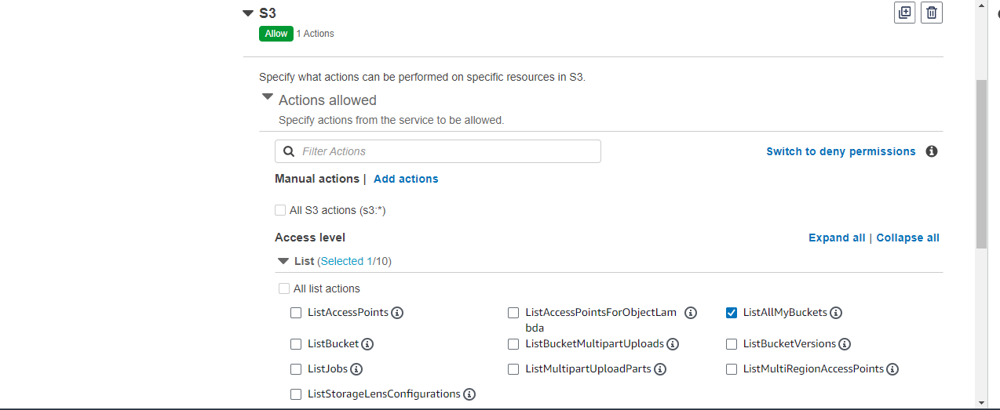 S3
Allow 1 Actions
Specify what actions can be performed on specific resources in S3.
Actions allowed
Specify actions from the service to be allowed.
Filter Actions
Switch to deny permissions
Manual actions | Add actions
All S3 actions (s3:*)
Access level
Expand all | Collapse all
List (Selected 1/10)
All list actions
ListAccessPoints
ListAccessPointsForObjectLam
bda
ListAllMyBuckets
ListBucket
ListBucketMultipartUploads
ListBucketVersions
ListJobs
ListMultipartUploadParts
ListMultiRegionAccessPoints
ListStorageLensConfigurations